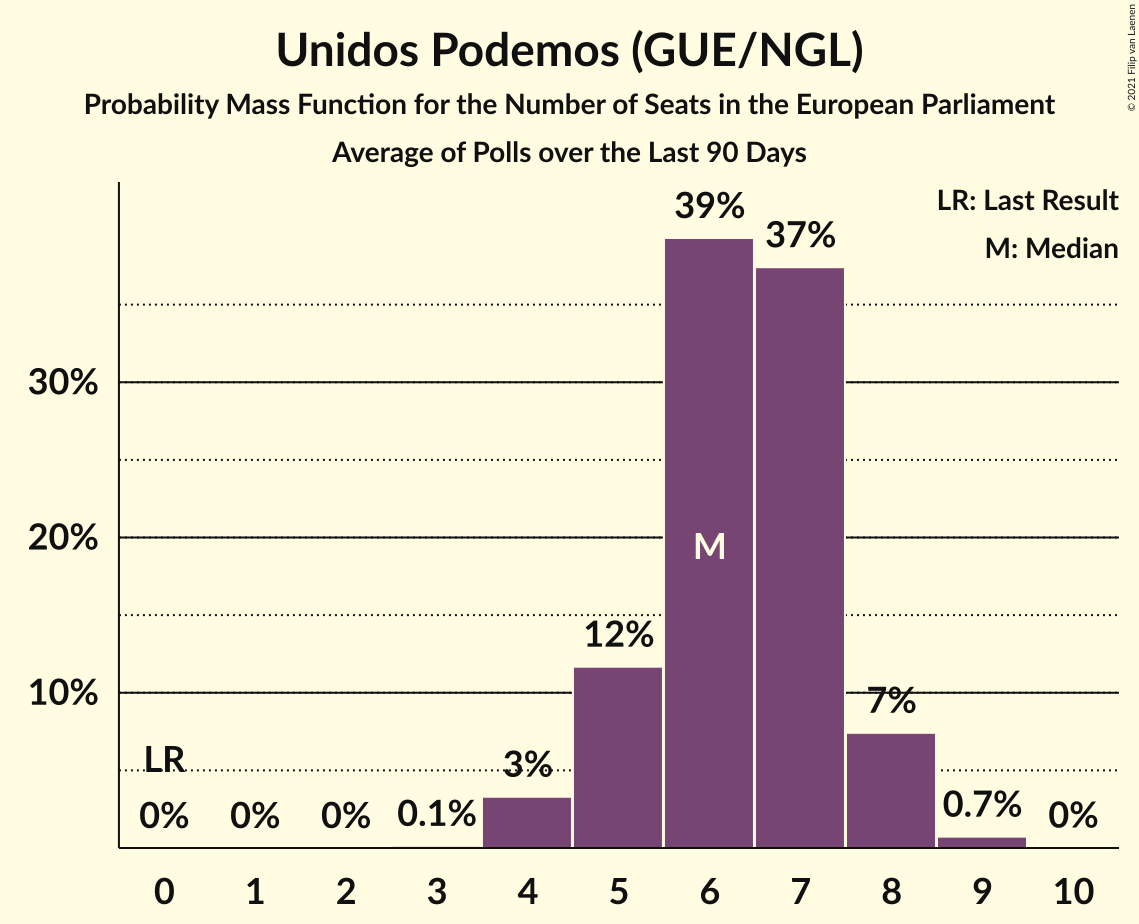 Unidos Podemos (GUE/NGL)
Probability Mass Function for the Number of Seats in the European Parliament
Average of Polls over the Last 90 Days
© 2021 Filip van Laenen
LR: Last Result
M: Median
39%
37%
30%
20%
M
12%
10%
7%
LR
3%
0% 0% 0% 0.1% 0.7% 0%
0 1 2 3 4 5 6 7 8 9 10